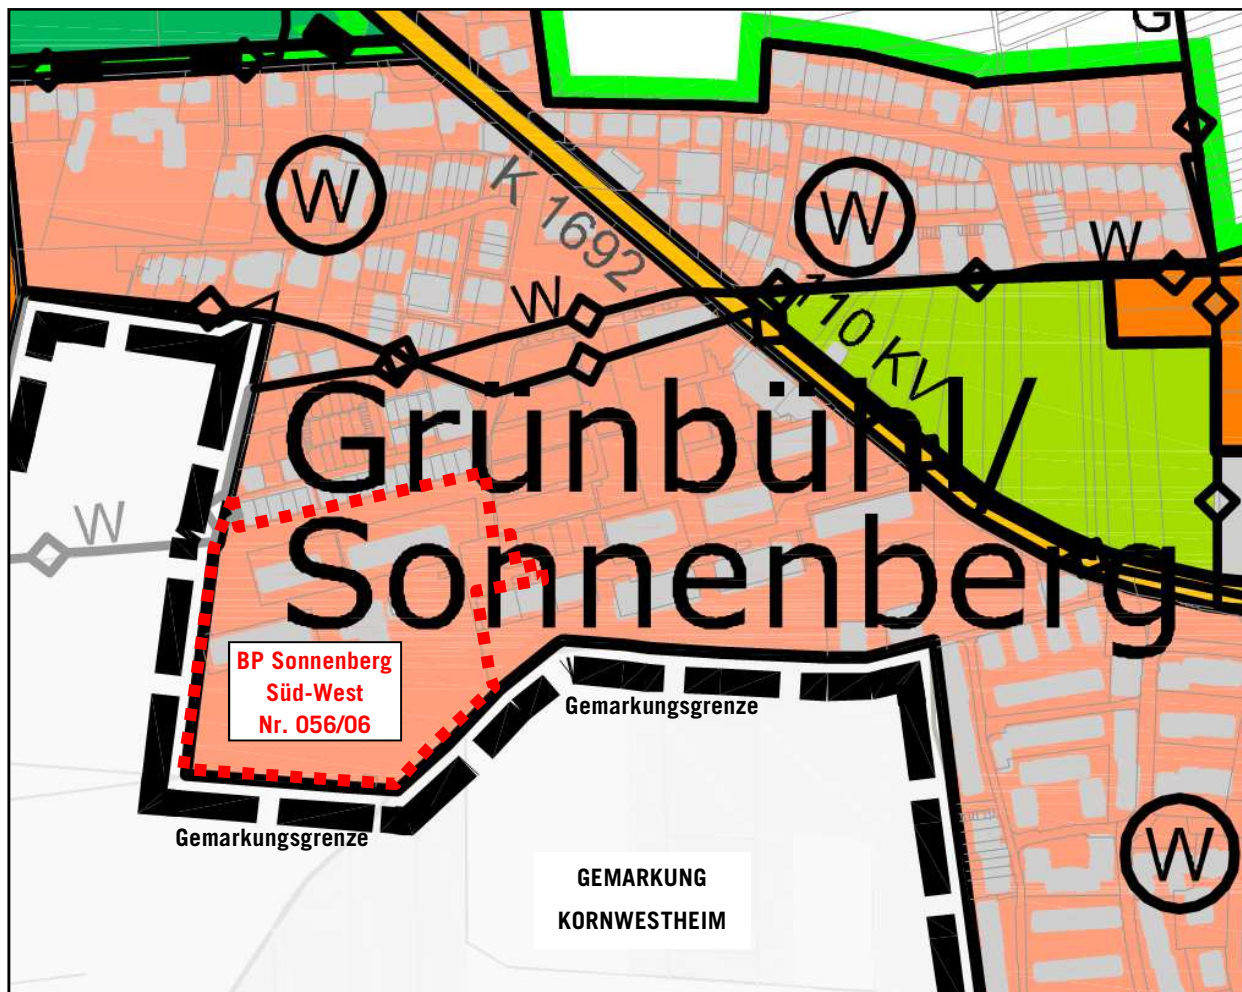 G
W
W
K 1692
W
W
110 KV
Grünbühl/
Sonnenberg
W
BP Sonnenberg
Süd-West
Nr. 056/06
Gemarkungsgrenze
Gemarkungsgrenze
W
GEMARKUNG
KORNWESTHEIM